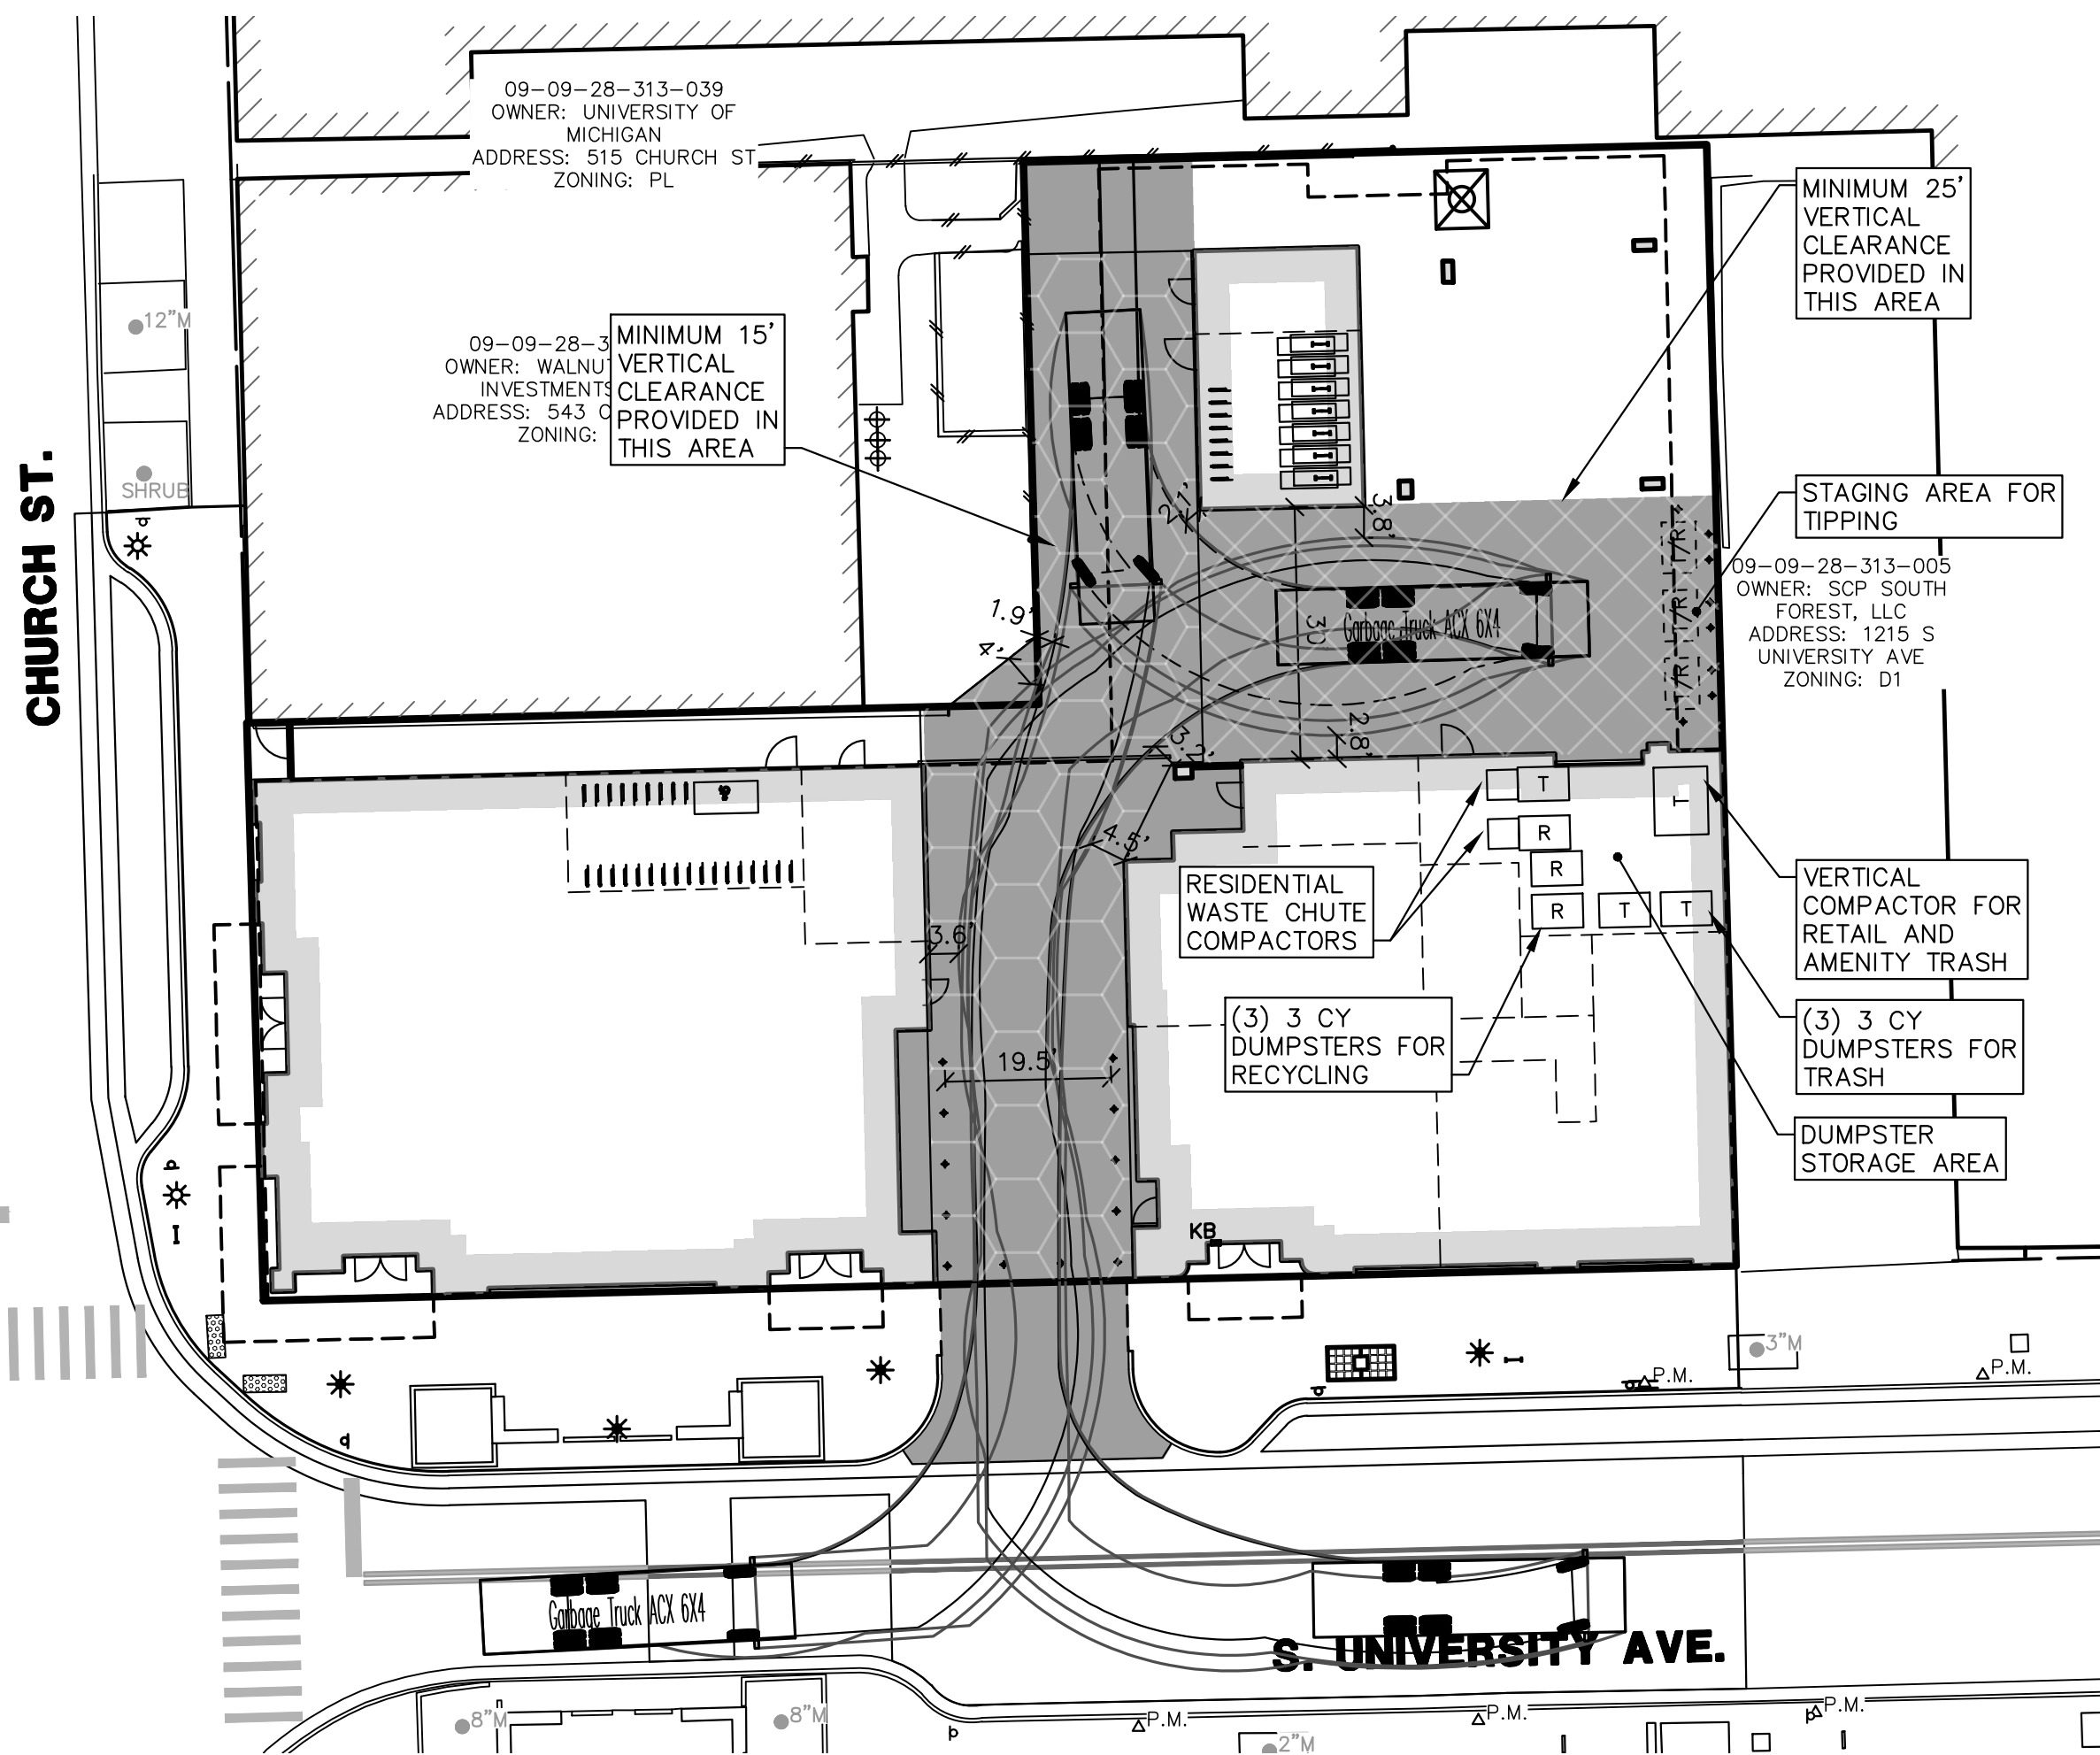 09-09-28-313-039
OWNER: UNIVERSITY OF
MICHIGAN
ADDRESS: 515 CHURCH ST
ZONING: PL
MINIMUM 25'
VERTICAL
CLEARANCE
PROVIDED IN
THIS AREA
12"M
09-09-28-3
OWNER: WALNU
INVESTMENTS
ADDRESS: 543 C
ZONING:
MINIMUM 15'
VERTICAL
CLEARANCE
PROVIDED IN
THIS AREA
CHURCH ST.
SHRUB
STAGING AREA FOR
TIPPING
2.1'
3.8'
T/R
T/R
T/R
09-09-28-313-005
OWNER: SCP SOUTH
FOREST, LLC
ADDRESS: 1215 S
UNIVERSITY AVE
ZONING: D1
1.9'
4'
30
Garbage Truck ACX 6X4
3.2'
2.8'
4.5'
T
T
R
R
R
T
T
RESIDENTIAL
WASTE CHUTE
COMPACTORS
VERTICAL
COMPACTOR FOR
RETAIL AND
AMENITY TRASH
3.6'
(3) 3 CY
DUMPSTERS FOR
RECYCLING
(3) 3 CY
DUMPSTERS FOR
TRASH
19.5'
DUMPSTER
STORAGE AREA
KB
3"M
P.M.
P.M.
Garbage Truck ACX 6X4
S. UNIVERSITY AVE.
8"M
8"M
P.M.
P.M.
P.M.
2"M